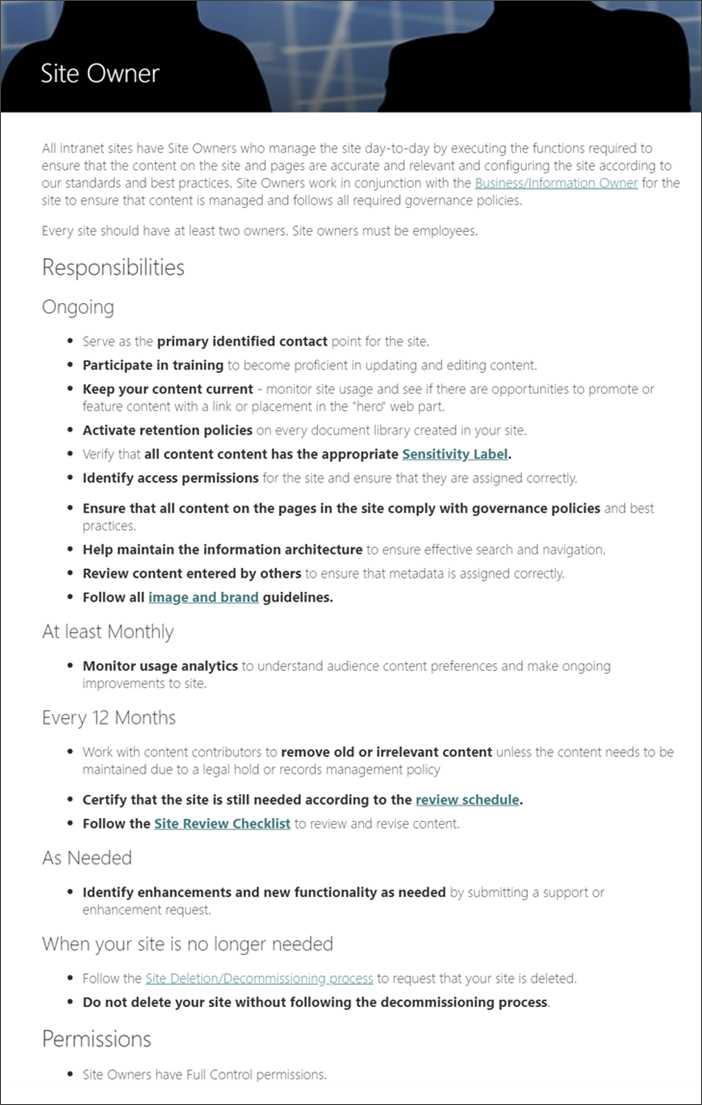 Site Owner
All intranet sites have Site Owners who manage the site day-to-day by executing the functions required to
ensure that the content on the site and pages are accurate and relevant and configuring the site according to
our standards and best practices. Site Owners work in conjunction with the Business/Information Owner for the
site to ensure that content is managed and follows all required governance policies.
Every site should have at least two owners. Site owners must be employees.
Responsibilities
Ongoing
• Serve as the primary identified contact point for the site.
• Participate in training to become proficient in updating and editing content.
• Keep your content current - monitor site usage and see if there are opportunities to promote or
feature content with a link or placement in the "hero" web part.
• Activate retention policies on every document library created in your site.
• Verify that all content content has the appropriate Sensitivity Label.
• Identify access permissions for the site and ensure that they are assigned correctly.
• Ensure that all content on the pages in the site comply with governance policies and best
practices.
• Help maintain the information architecture to ensure effective search and navigation.
• Review content entered by others to ensure that metadata is assigned correctly.
• Follow all image and brand guidelines.
At least Monthly
• Monitor usage analytics to understand audience content preferences and make ongoing
improvements to site.
Every 12 Months
• Work with content contributors to remove old or irrelevant content unless the content needs to be
maintained due to a legal hold or records management policy
• Certify that the site is still needed according to the review schedule.
• Follow the Site Review Checklist to review and revise content.
As Needed
• Identify enhancements and new functionality as needed by submitting a support or
enhancement request.
When your site is no longer needed
• Follow the Site Deletion/Decommissioning process to request that your site is deleted.
• Do not delete your site without following the decommissioning process.
Permissions
• Site Owners have Full Control permissions.